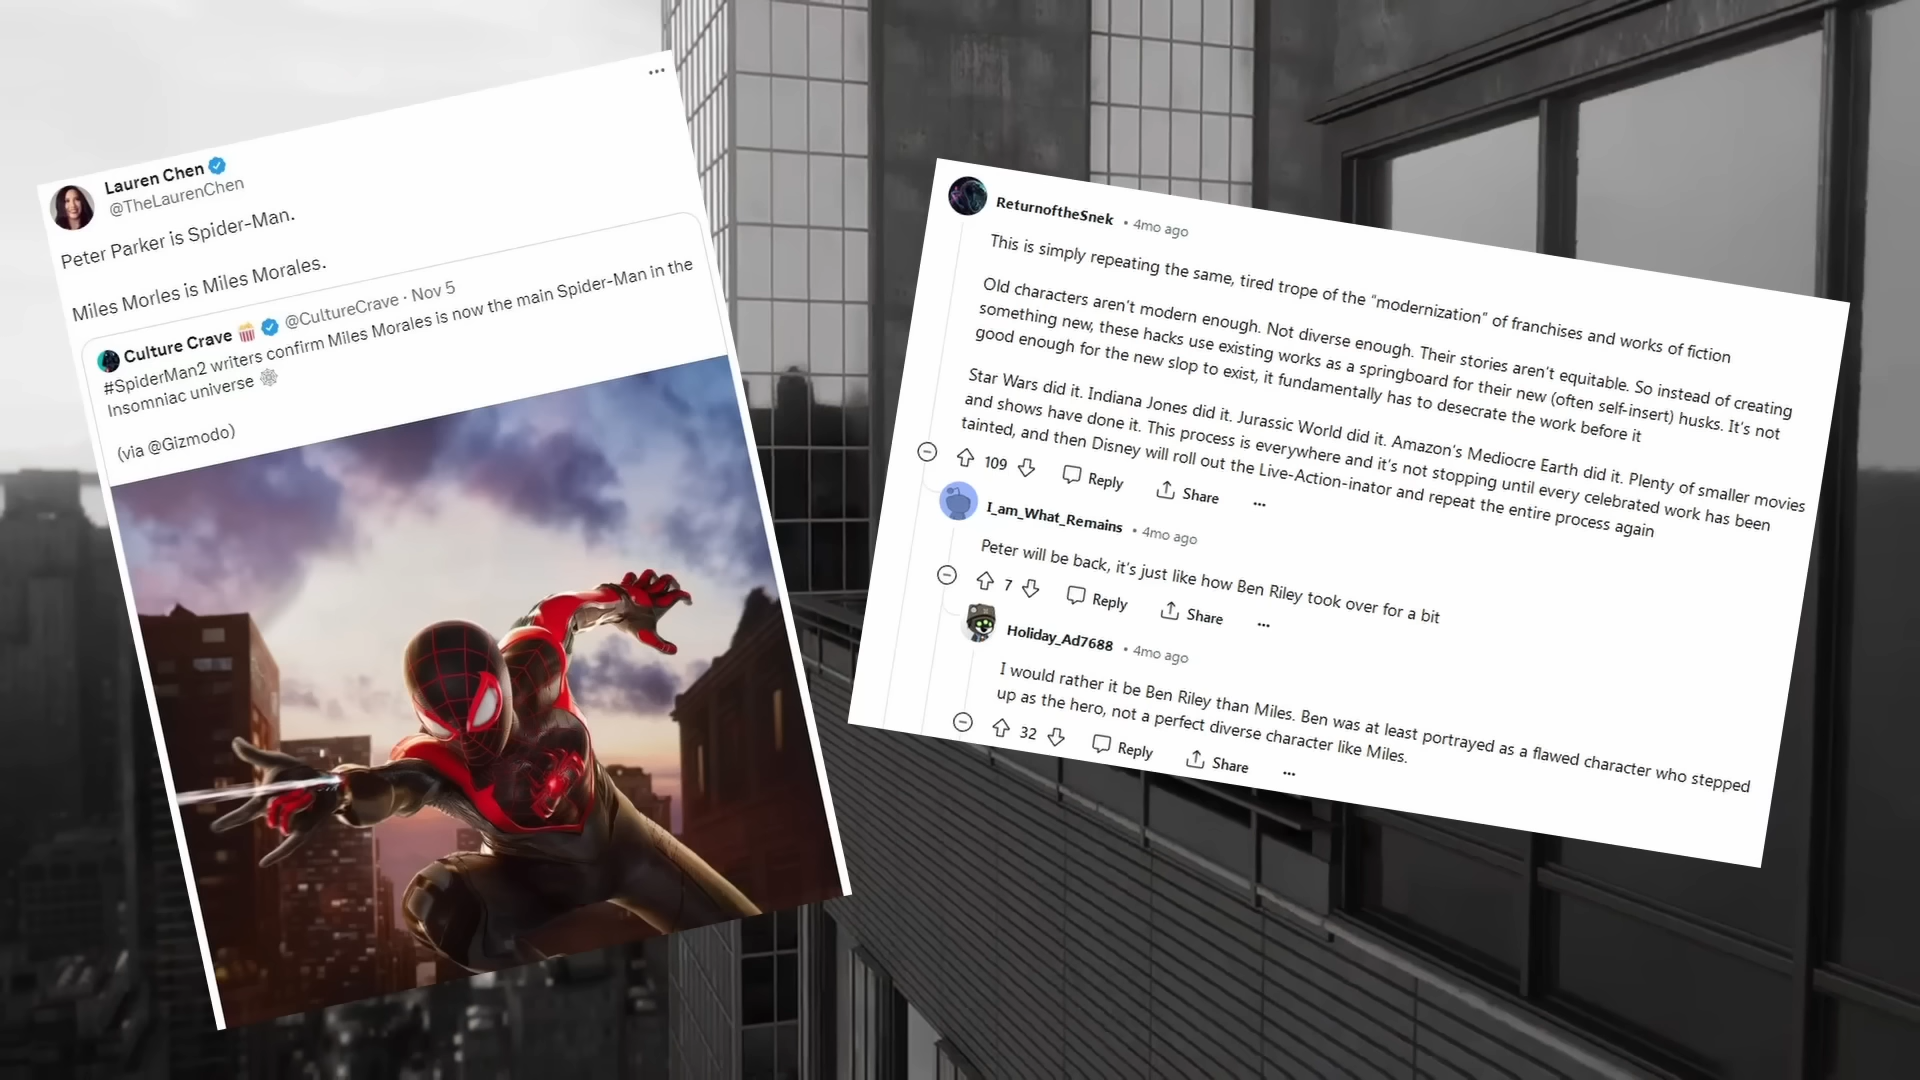 Lauren Chen
@TheLaurenChen
Peter Parker is Spider-Man.
Miles Morles is Miles Morales.
Culture Crave 🍿 @CultureCrave · Nov 5
#SpiderMan2 writers confirm Miles Morales is now the main Spider-Man in the
Insomniac universe 🕸️
(via @Gizmodo)
ReturnoftheSnek • 4mo ago
This is simply repeating the same, tired trope of the "modernization" of franchises and works of fiction
Old characters aren't modern enough. Not diverse enough. Their stories aren't equitable. So instead of creating
something new, these hacks use existing works as a springboard for their new (often self-insert) husks. It's not
good enough for the new slop to exist, it fundamentally has to desecrate the work before it
Star Wars did it. Indiana Jones did it. Jurassic World did it. Amazon's Mediocre Earth did it. Plenty of smaller movies
and shows have done it. This process is everywhere and it's not stopping until every celebrated work has been
tainted, and then Disney will roll out the Live-Action-inator and repeat the entire process again
109 Reply Share ...
I_am_What_Remains • 4mo ago
Peter will be back, it's just like how Ben Riley took over for a bit
7 Reply Share ...
Holiday_Ad7688 • 4mo ago
I would rather it be Ben Riley than Miles. Ben was at least portrayed as a flawed character who stepped
up as the hero, not a perfect diverse character like Miles.
32 Reply Share ...